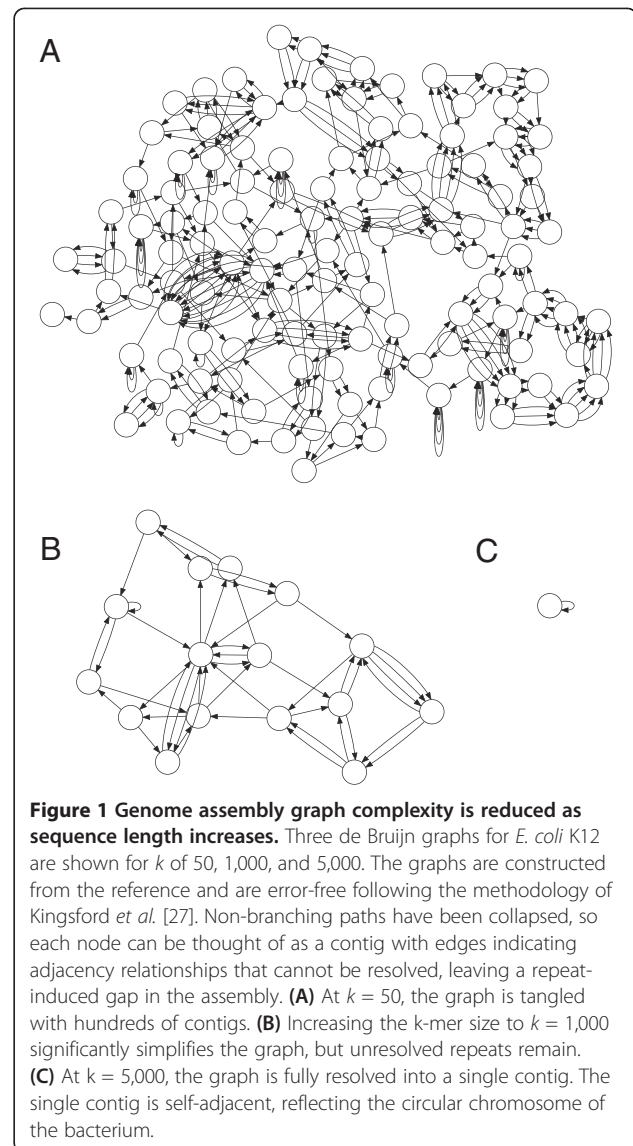 A
B
C
Figure 1 Genome assembly graph complexity is reduced as
sequence length increases. Three de Bruijn graphs for E. coli K12
are shown for k of 50, 1,000, and 5,000. The graphs are constructed
from the reference and are error-free following the methodology of
Kingsford et al. [27]. Non-branching paths have been collapsed, so
each node can be thought of as a contig with edges indicating
adjacency relationships that cannot be resolved, leaving a repeat-
induced gap in the assembly. (A) At k = 50, the graph is tangled
with hundreds of contigs. (B) Increasing the k-mer size to k = 1,000
significantly simplifies the graph, but unresolved repeats remain.
(C) At k = 5,000, the graph is fully resolved into a single contig. The
single contig is self-adjacent, reflecting the circular chromosome of
the bacterium.